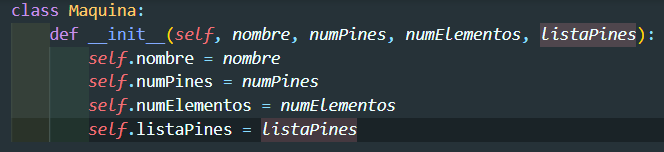 class Maquina:
    def __init__(self, nombre, numPines, numElementos, listaPines):
        self.nombre = nombre
        self.numPines = numPines
        self.numElementos = numElementos
        self.listaPines = listaPines